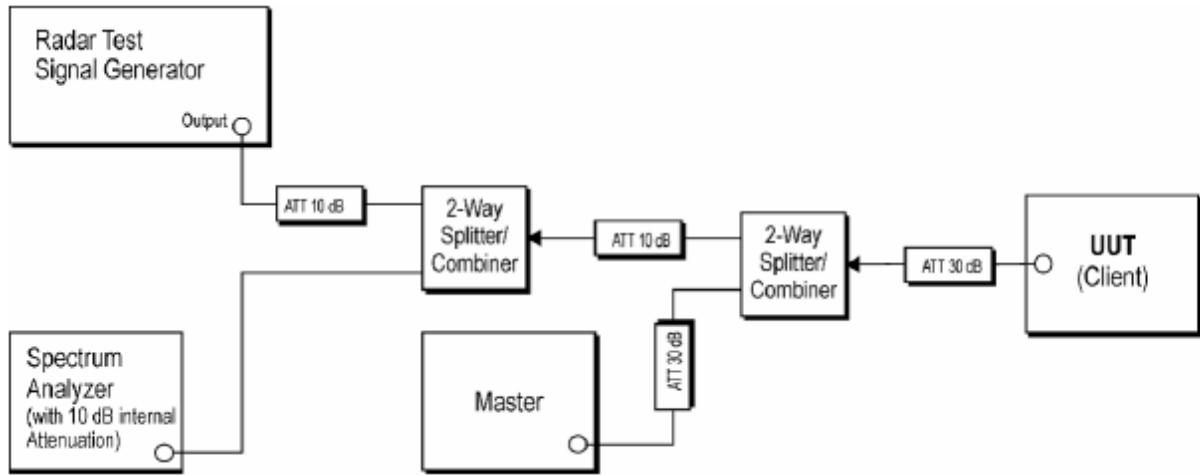 Radar Test
Signal Generator
Output
ATT 10 dB
2-Way
Splitter/
Combiner
ATT 10 dB
2-Way
Splitter/
Combiner
ATT 30 dB
UUT
(Client)
Spectrum
Analyzer
(with 10 dB internal
Attenuation)
Master
ATT 30 dB